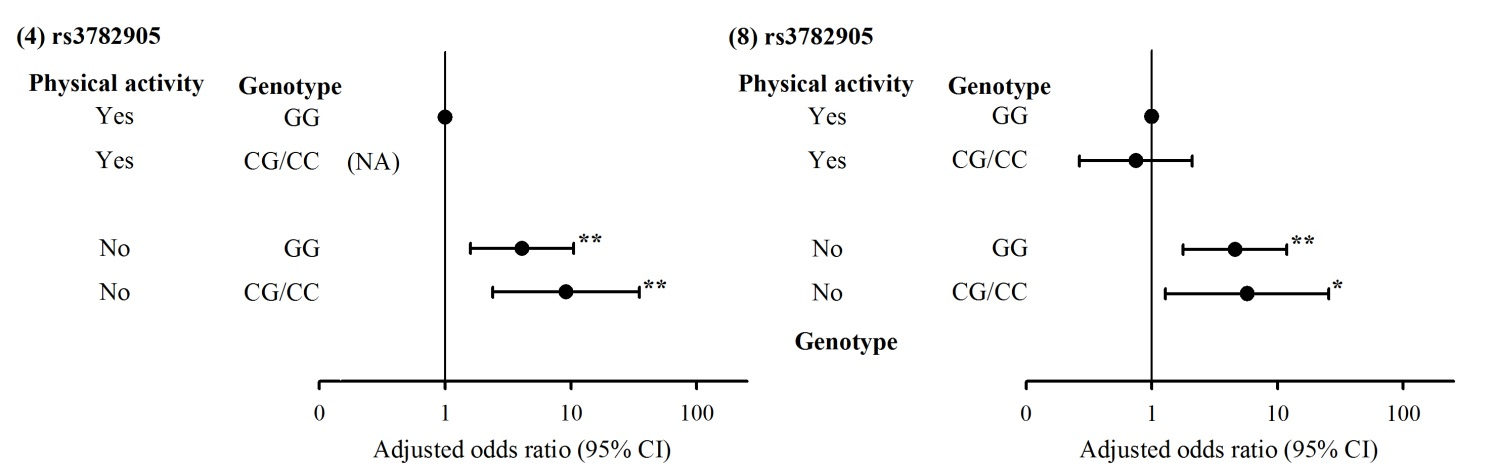 (4) rs3782905
Physical activity Genotype
Yes GG
Yes CG/CC (NA)
No GG **
No CG/CC **
0 1 10 100
Adjusted odds ratio (95% CI)
(8) rs3782905
Physical activity Genotype
Yes GG
Yes CG/CC
No GG **
No CG/CC *
Genotype
0 1 10 100
Adjusted odds ratio (95% CI)